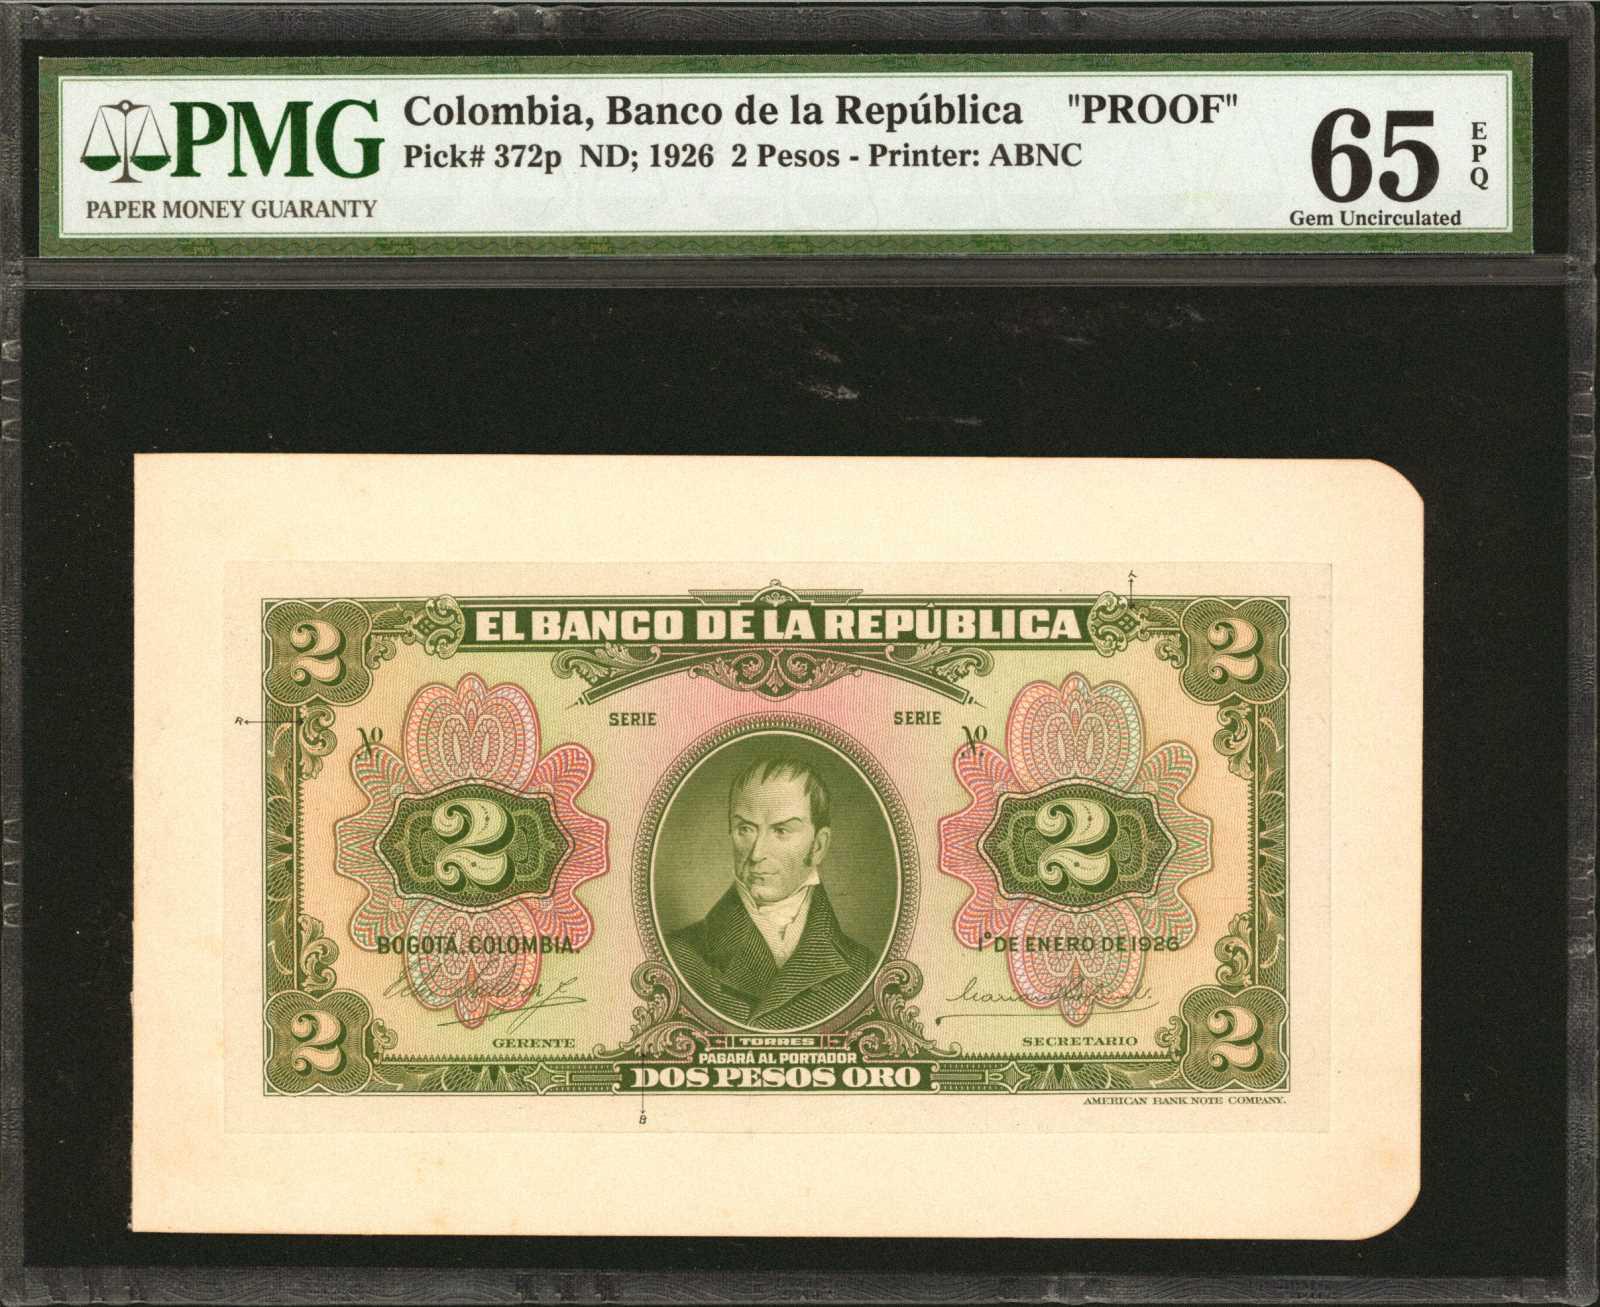 PMG
PAPER MONEY GUARANTY
Colombia, Banco de la República "PROOF"
Pick# 372p ND; 1926 2 Pesos - Printer: ABNC
65
EPQ
Gem Uncirculated
2 EL BANCO DE LA REPÚBLICA 2
SERIE SERIE
R
Nº Nº
2 2
BOGOTÁ, COLOMBIA. 1º DE ENERO DE 1926
GERENTE TORRES SECRETARIO
2 PAGARÁ AL PORTADOR 2
DOS PESOS ORO
AMERICAN BANK NOTE COMPANY.
B